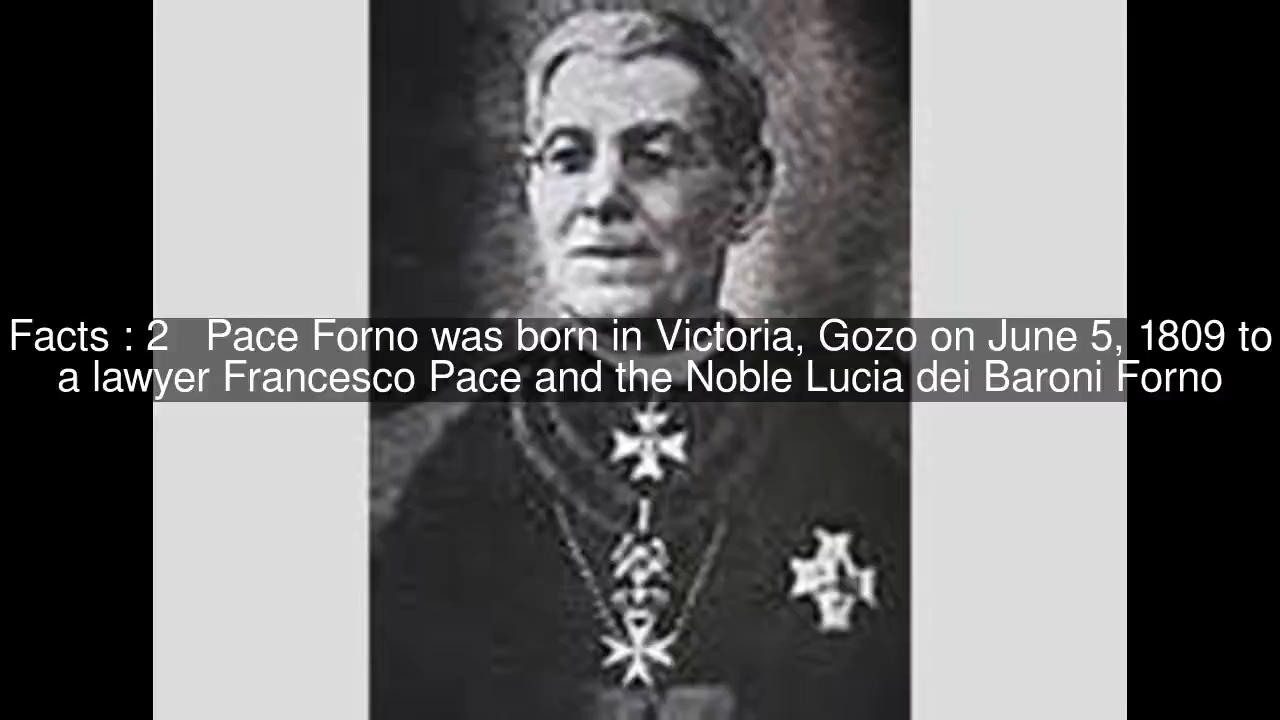 Facts : 2   Pace Forno was born in Victoria, Gozo on June 5, 1809 to
a lawyer Francesco Pace and the Noble Lucia dei Baroni Forno